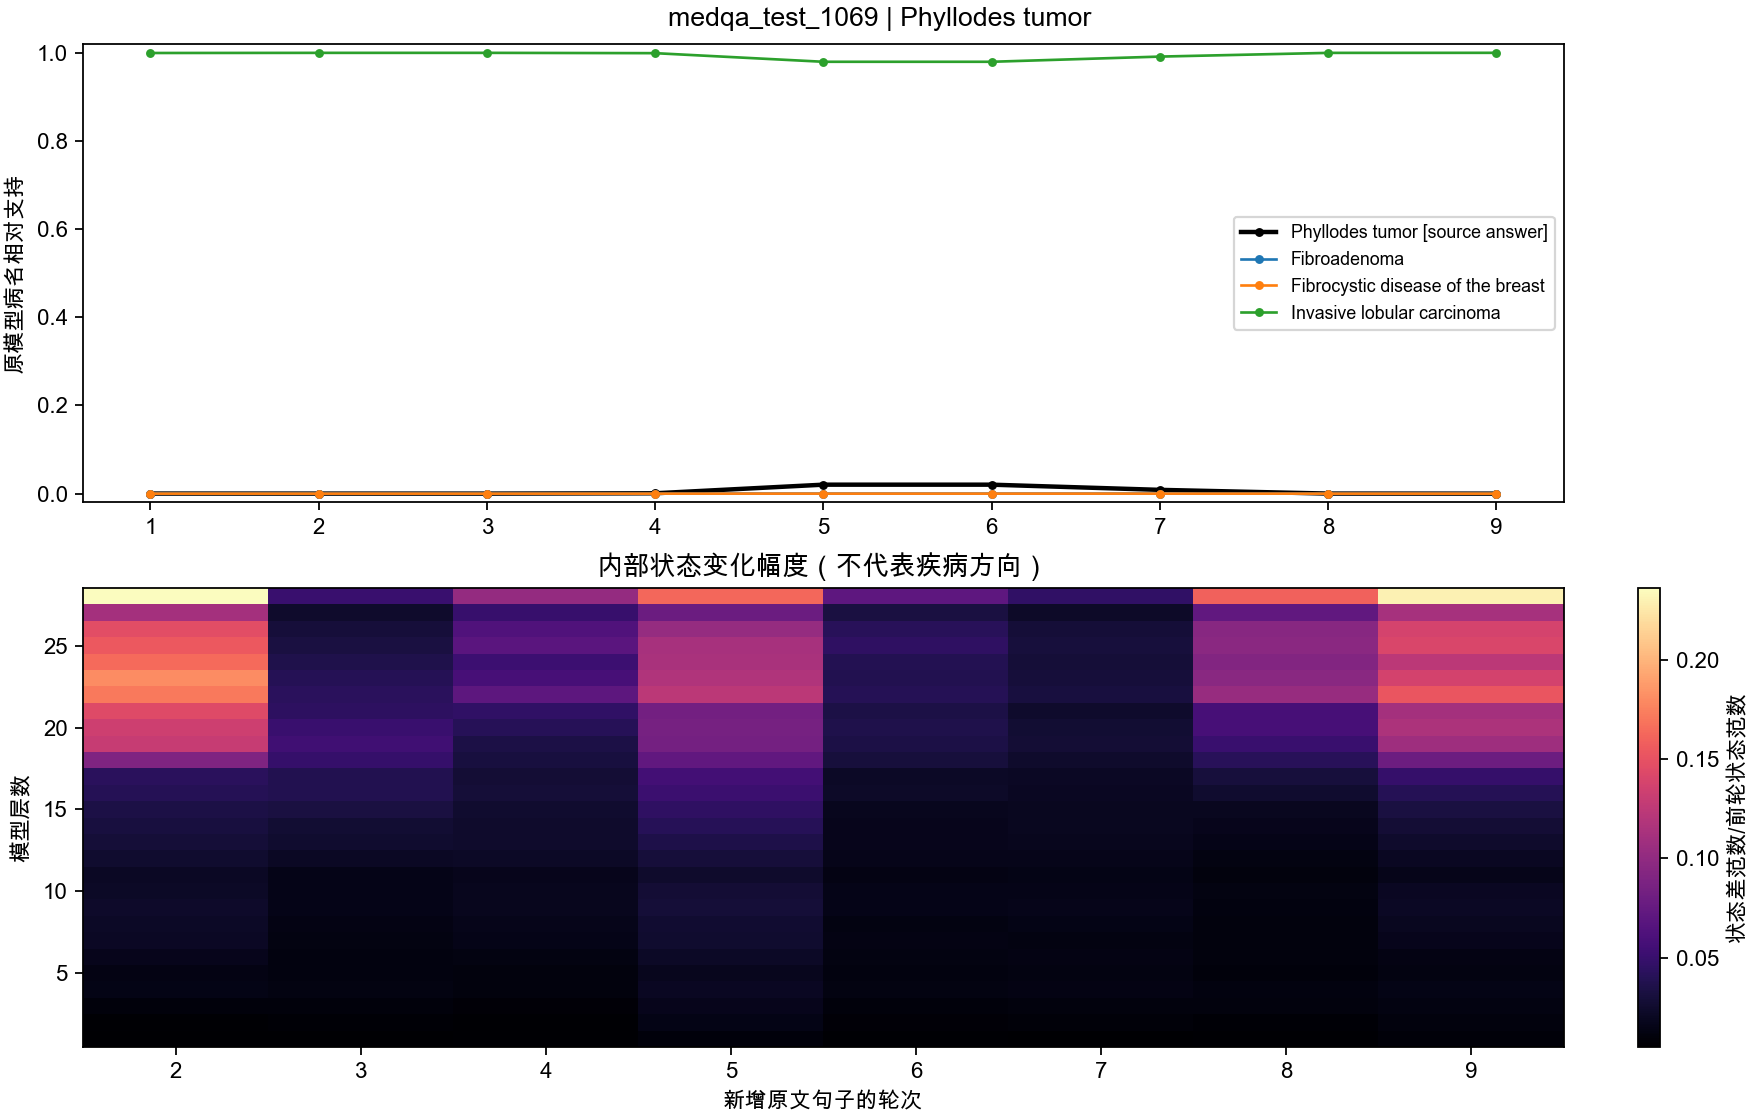 medqa_test_1069 | Phyllodes tumor
原模型病名相对支持
1.0
0.8
0.6
0.4
0.2
0.0
Phyllodes tumor [source answer]
Fibroadenoma
Fibrocystic disease of the breast
Invasive lobular carcinoma
1 2 3 4 5 6 7 8 9
内部状态变化幅度（不代表疾病方向）
模型层数
25
20
15
10
5
2 3 4 5 6 7 8 9
新增原文句子的轮次
0.20
0.15
0.10
0.05
状态差范数/前轮状态范数